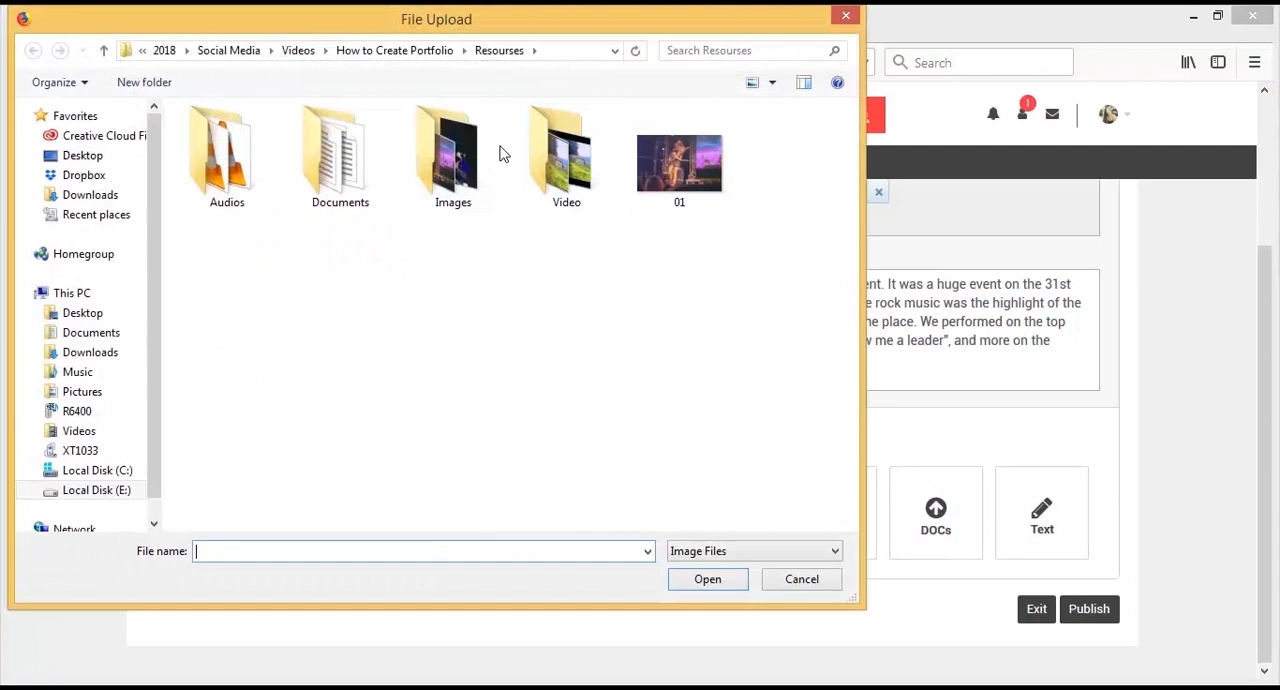 File Upload
« 2018 Social Media Videos How to Create Portfolio Resourses
Search Resourses
Search
Organize New folder
1
Favorites
Creative Cloud Fi
Desktop
Dropbox
Downloads
Recent places
Homegroup
This PC
Desktop
Documents
Downloads
Music
Pictures
R6400
Videos
XT1033
Local Disk (C:)
Local Disk (E:)
Network
Audios
Documents
Images
Video
01
ent. It was a huge event on the 31st
e rock music was the highlight of the
he place. We performed on the top
w me a leader", and more on the
DOCs
Text
File name:
Image Files
Open
Cancel
Exit
Publish